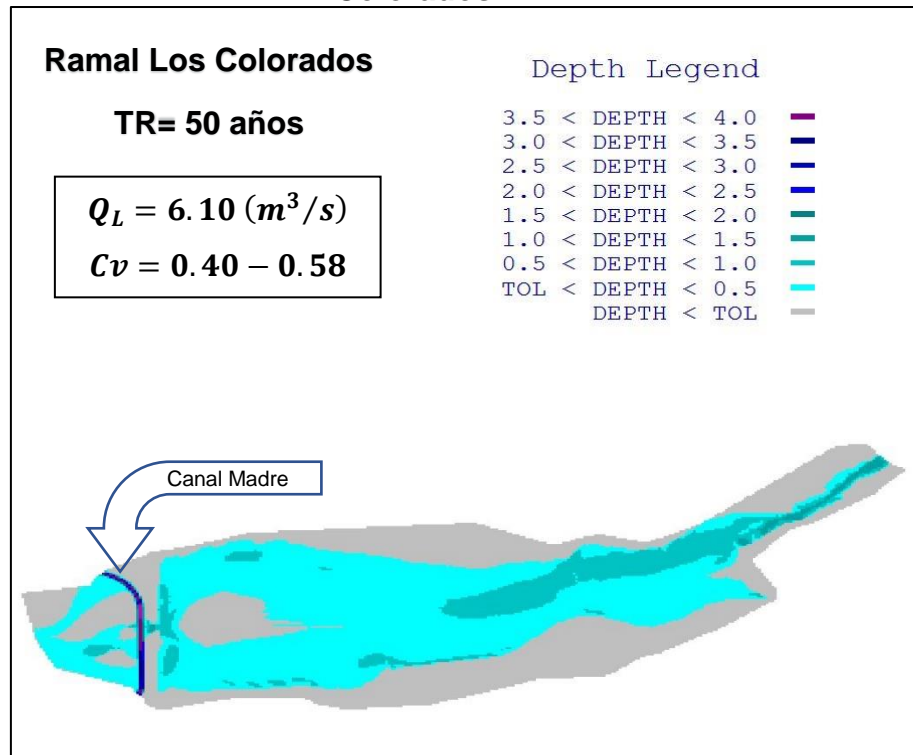 Ramal Los Colorados
TR= 50 años
Q_L = 6.10 (m³/s)
Cv = 0.40 − 0.58
Depth Legend
3.5 < DEPTH < 4.0
3.0 < DEPTH < 3.5
2.5 < DEPTH < 3.0
2.0 < DEPTH < 2.5
1.5 < DEPTH < 2.0
1.0 < DEPTH < 1.5
0.5 < DEPTH < 1.0
TOL < DEPTH < 0.5
DEPTH < TOL
Canal Madre